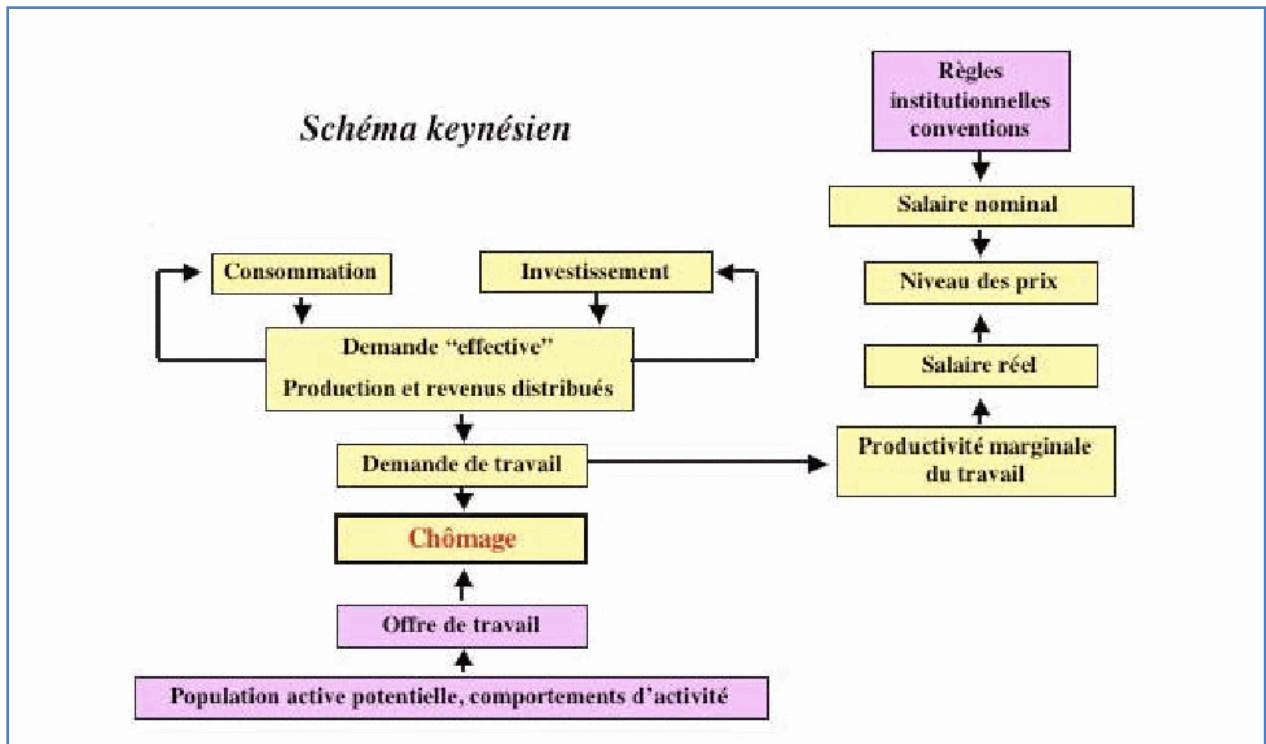 Schéma keynésien
Règles
institutionnelles
conventions
Salaire nominal
Consommation
Investissement
Niveau des prix
Demande “effective”
Production et revenus distribués
Salaire réel
Demande de travail
Productivité marginale
du travail
Chômage
Offre de travail
Population active potentielle, comportements d’activité